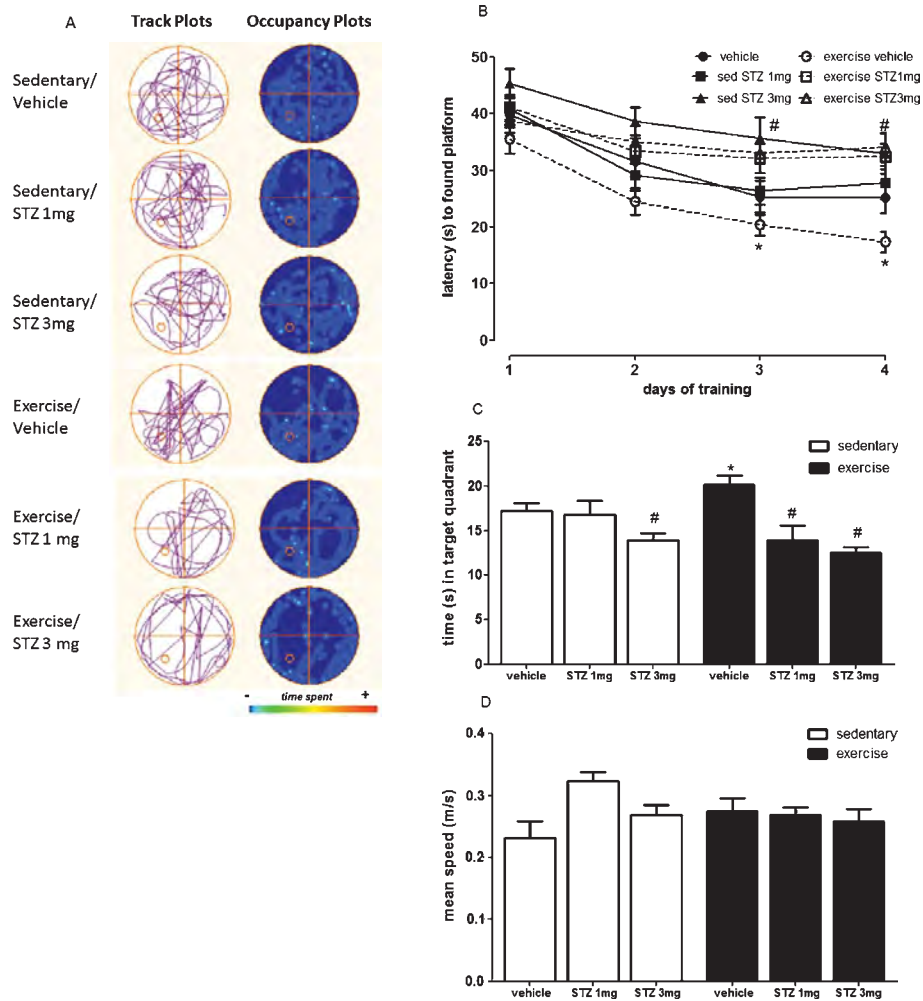 A
Track Plots Occupancy Plots
Sedentary/
Vehicle
Sedentary/
STZ 1mg
Sedentary/
STZ 3mg
Exercise/
Vehicle
Exercise/
STZ 1 mg
Exercise/
STZ 3 mg
- time spent +
B
vehicle exercise vehicle
sed STZ 1mg exercise STZ1mg
sed STZ 3mg exercise STZ3mg
50
40
30
20
10
0
latency (s) to found platform
# #
* *
1 2 3 4
days of training
C
sedentary
exercise
25
20
15
10
5
0
time (s) in target quadrant
# * # #
vehicle STZ 1mg STZ 3mg vehicle STZ 1mg STZ 3mg
D
sedentary
exercise
0.4
0.3
0.2
0.1
0.0
mean speed (m/s)
vehicle STZ 1mg STZ 3mg vehicle STZ 1mg STZ 3mg